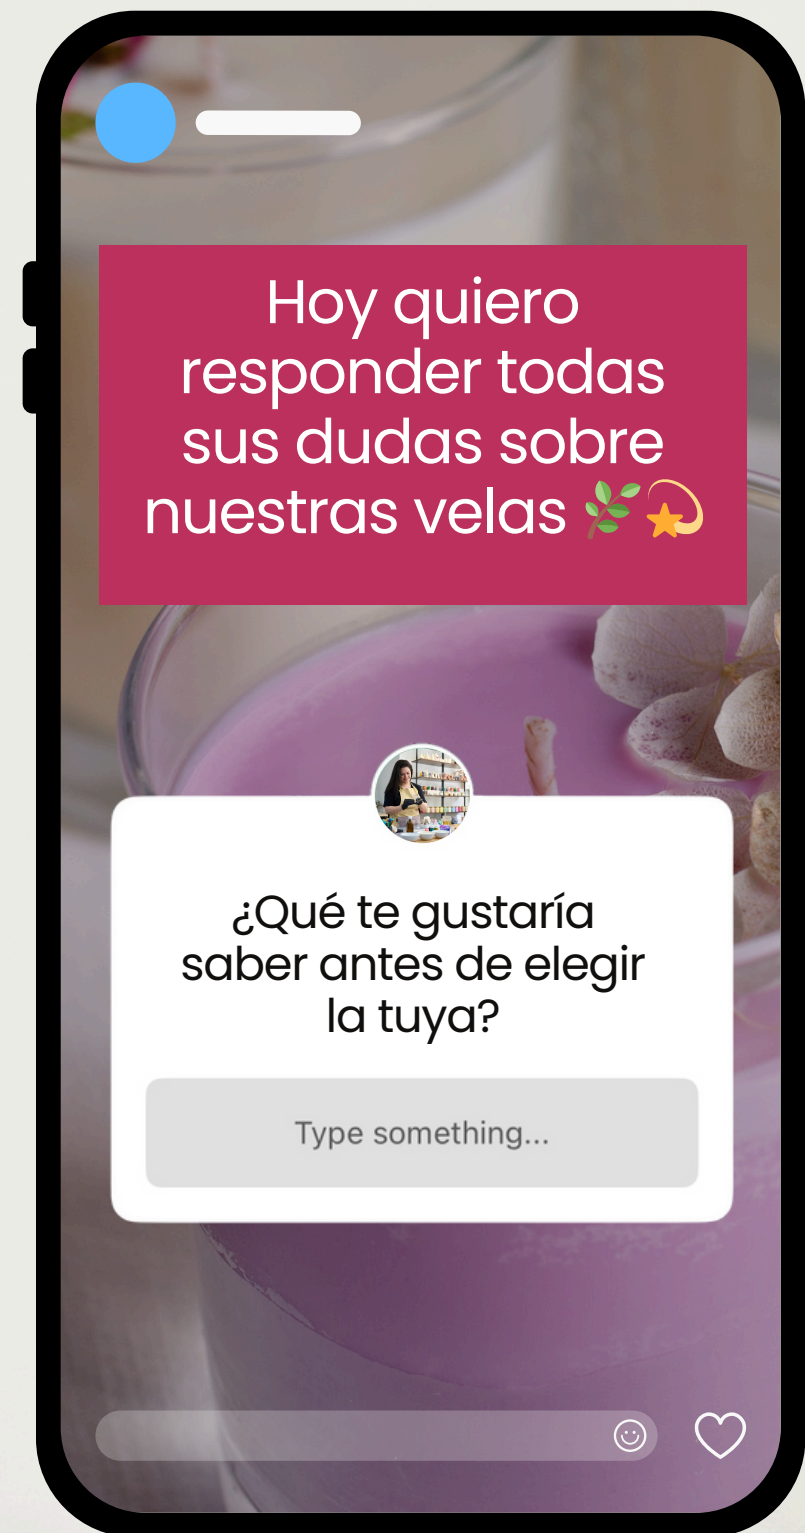 Hoy quiero
responder todas
sus dudas sobre
nuestras velas 🌿💫
¿Qué te gustaría
saber antes de elegir
la tuya?
Type something...